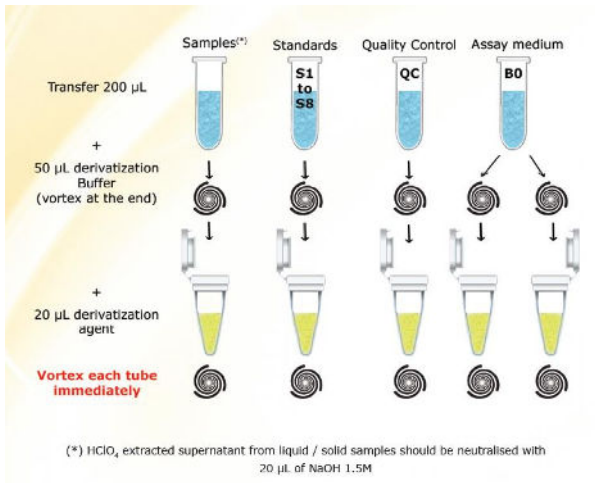 Samples(*) Standards Quality Control Assay medium
Transfer 200 µL
S1
to
S8
QC
B0
+
50 µL derivatization
Buffer
(vortex at the end)
+
20 µL derivatization
agent
Vortex each tube
immediately
(*) HClO4 extracted supernatant from liquid / solid samples should be neutralised with
20 µL of NaOH 1.5M